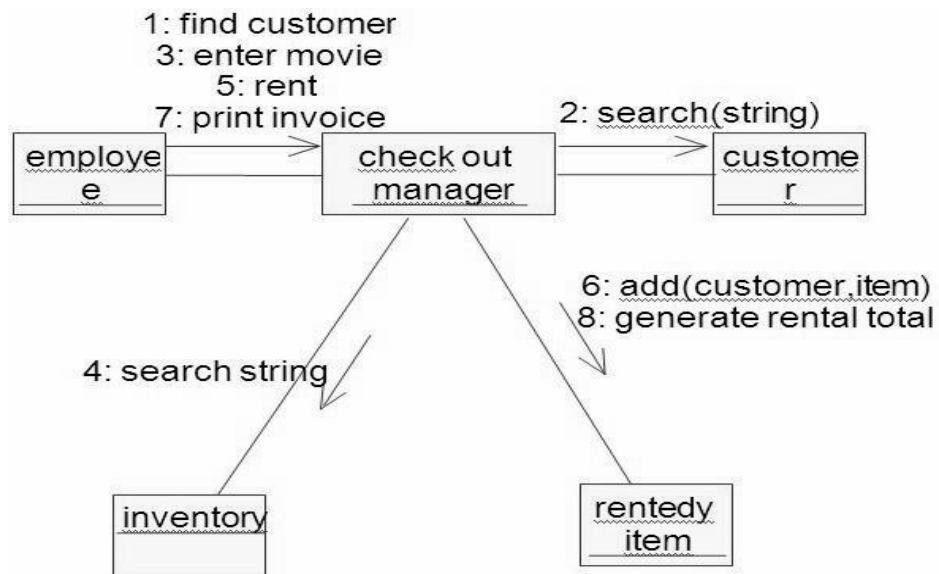 1: find customer
3: enter movie
5: rent
7: print invoice
2: search(string)
employe
e
check out
manager
custome
r
6: add(customer,item)
8: generate rental total
4: search string
inventory
rentedy
item